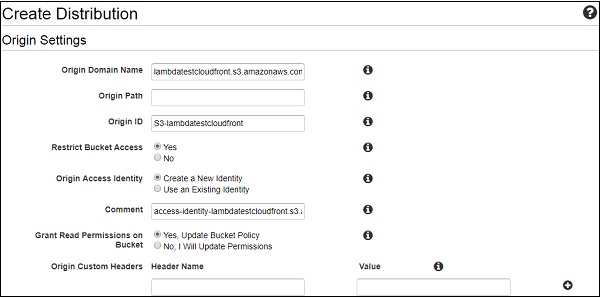 Create Distribution
Origin Settings
Origin Domain Name lambdatestcloudfront.s3.amazonaws.con
Origin Path
Origin ID S3-lambdatestcloudfront
Restrict Bucket Access Yes
No
Origin Access Identity Create a New Identity
Use an Existing Identity
Comment access-identity-lambdatestcloudfront.s3.a
Grant Read Permissions on Bucket Yes, Update Bucket Policy
No, I Will Update Permissions
Origin Custom Headers Header Name Value